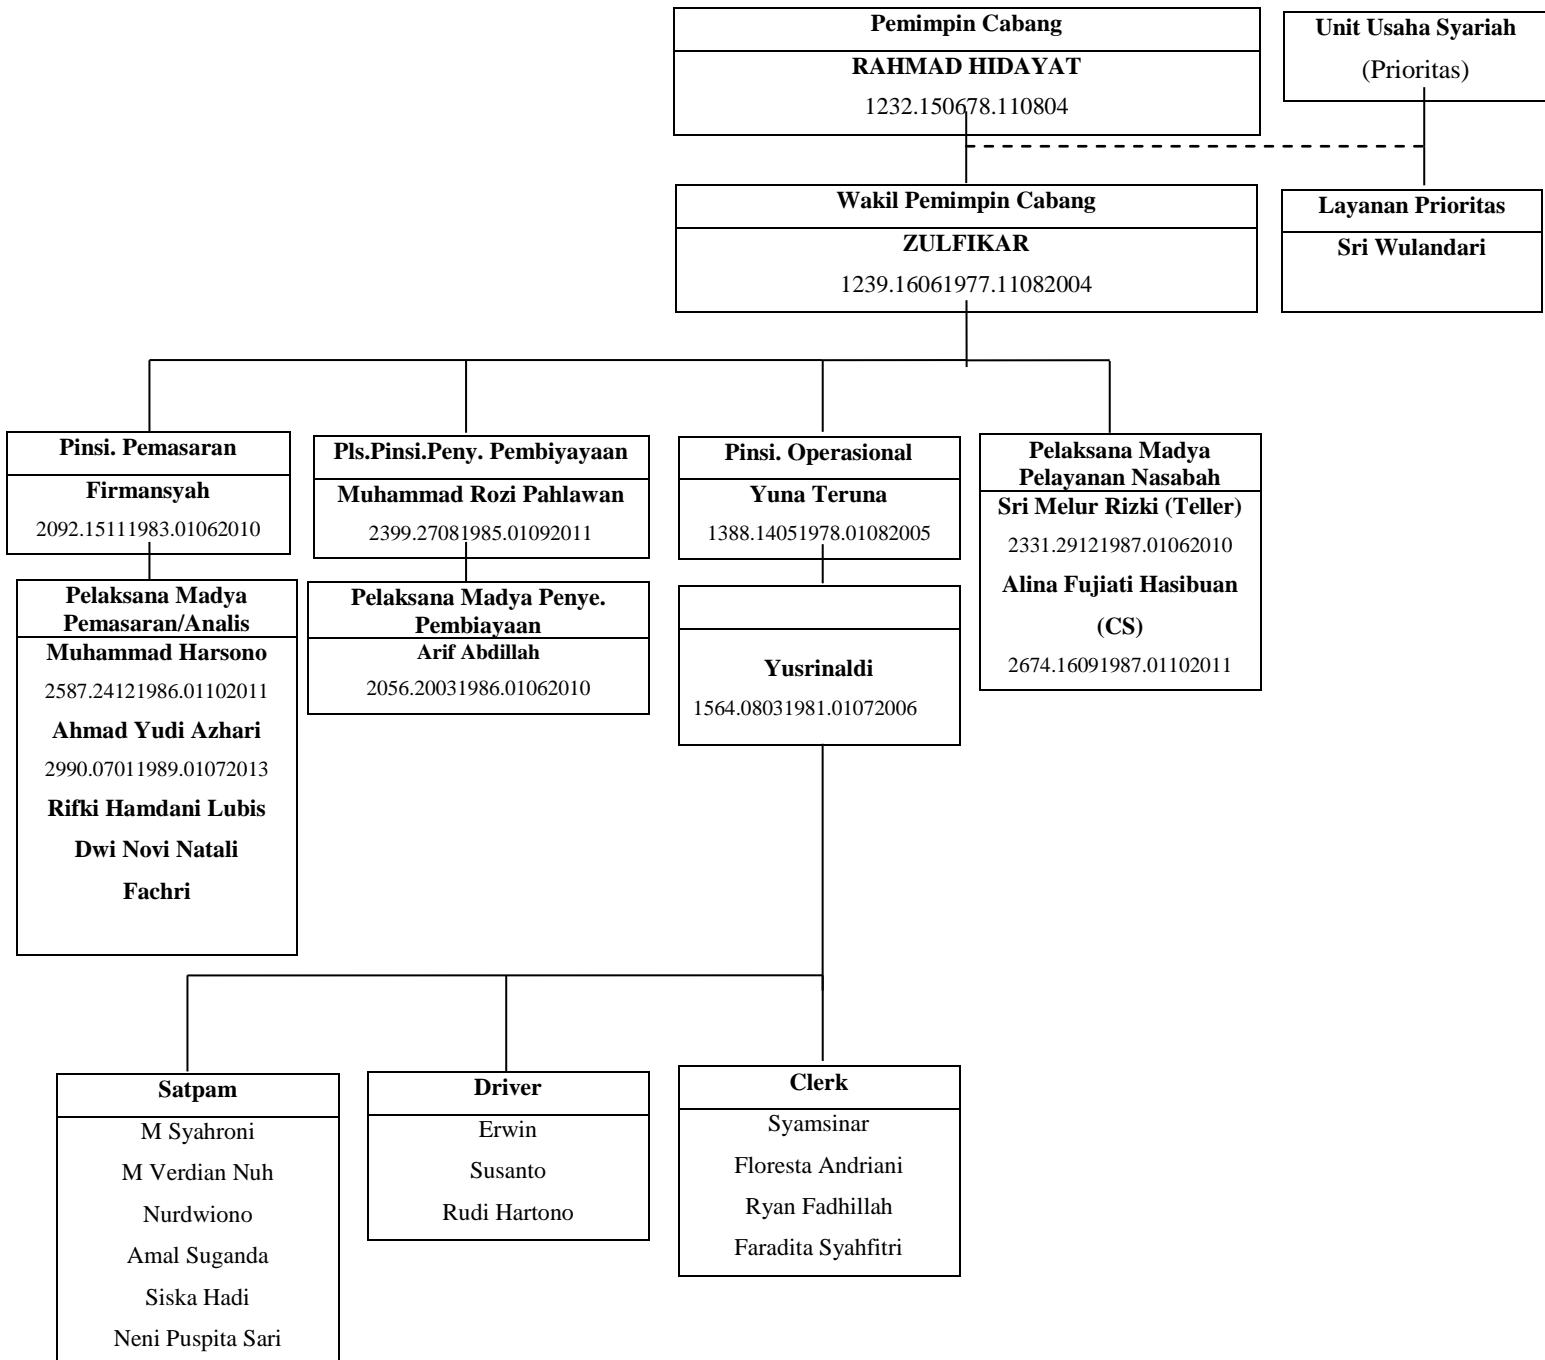 Pemimpin Cabang
RAHMAD HIDAYAT
1232.150678.110804
Unit Usaha Syariah
(Prioritas)
Wakil Pemimpin Cabang
ZULFIKAR
1239.16061977.11082004
Layanan Prioritas
Sri Wulandari
Pinsi. Pemasaran
Firmansyah
2092.15111983.01062010
Pls.Pinsi.Peny. Pembiyayaan
Muhammad Rozi Pahlawan
2399.27081985.01092011
Pinsi. Operasional
Yuna Teruna
1388.14051978.01082005
Pelaksana Madya
Pelayanan Nasabah
Sri Melur Rizki (Teller)
2331.29121987.01062010
Alina Fujiati Hasibuan
(CS)
2674.16091987.01102011
Pelaksana Madya
Pemasaran/Analis
Muhammad Harsono
2587.24121986.01102011
Ahmad Yudi Azhari
2990.07011989.01072013
Rifki Hamdani Lubis
Dwi Novi Natali
Fachri
Pelaksana Madya Penye.
Pembiayaan
Arif Abdillah
2056.20031986.01062010
Yusrinaldi
1564.08031981.01072006
Satpam
M Syahroni
M Verdian Nuh
Nurdwiono
Amal Suganda
Siska Hadi
Neni Puspita Sari
Driver
Erwin
Susanto
Rudi Hartono
Clerk
Syamsinar
Floresta Andriani
Ryan Fadhillah
Faradita Syahfitri